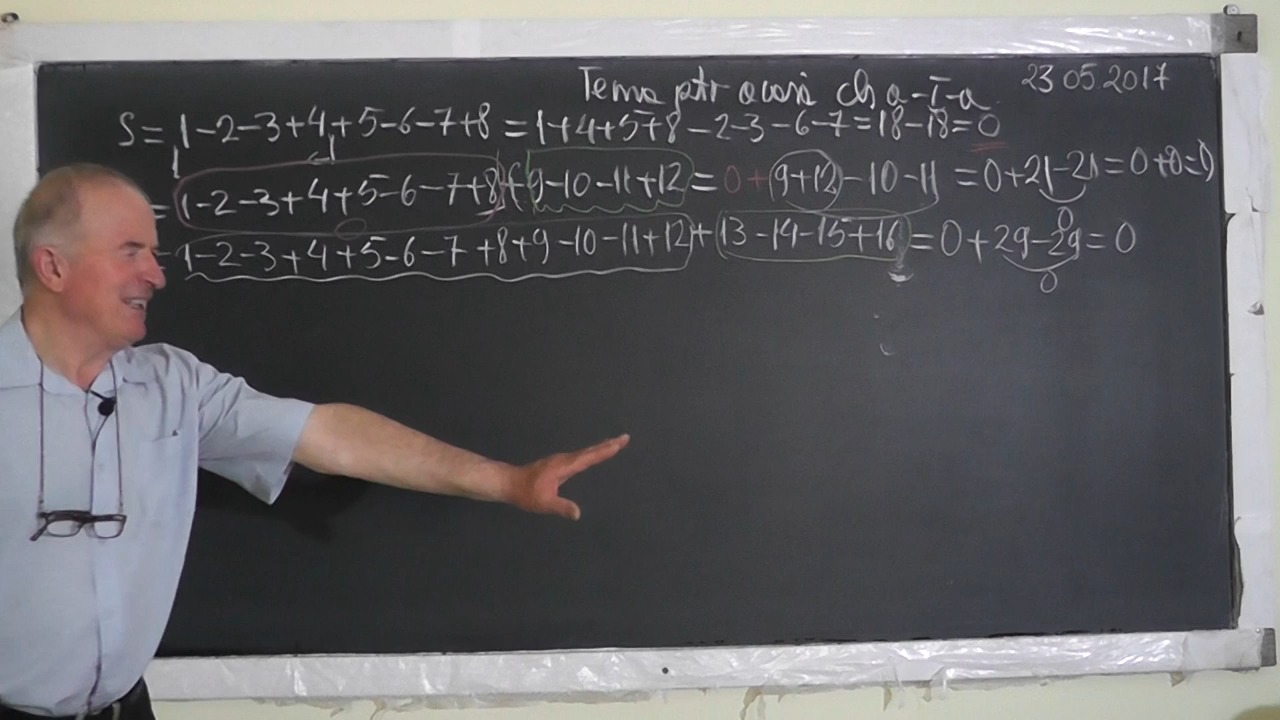 Tema ptr acasă cls a-I-a 23 05 2017
S = 1-2-3+4+5-6-7+8 = 1+4+5+8-2-3-6-7=18-18=0
= 1-2-3+4+5-6-7+8+9-10-11+12 = 0+9+12-10-11 = 0+21-21=0+0=0
= 1-2-3+4+5-6-7+8+9-10-11+12+13-14-15+16 = 0+29-29=0
0